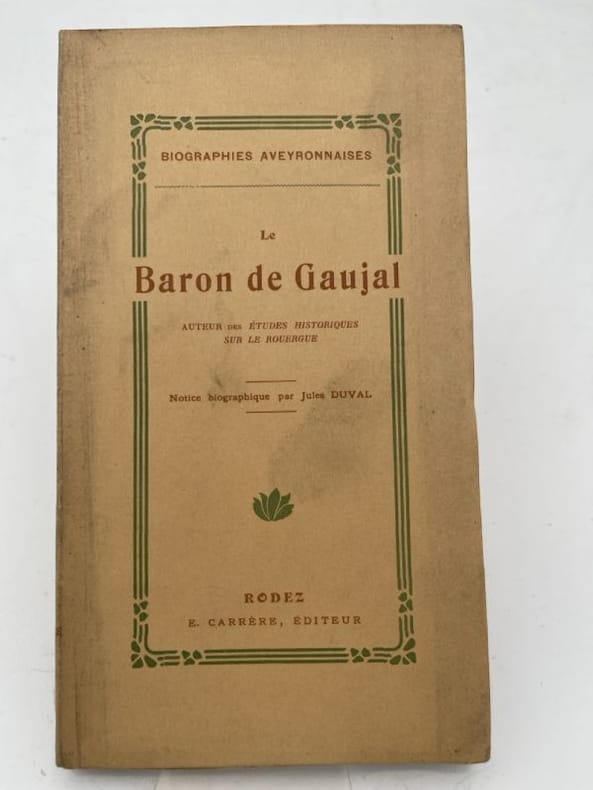 BIOGRAPHIES AVEYRONNAISES
Le
Baron de Gaujal
AUTEUR DES ÉTUDES HISTORIQUES
SUR LE ROUERGUE
Notice biographique par Jules DUVAL
RODEZ
E. CARRÈRE, ÉDITEUR